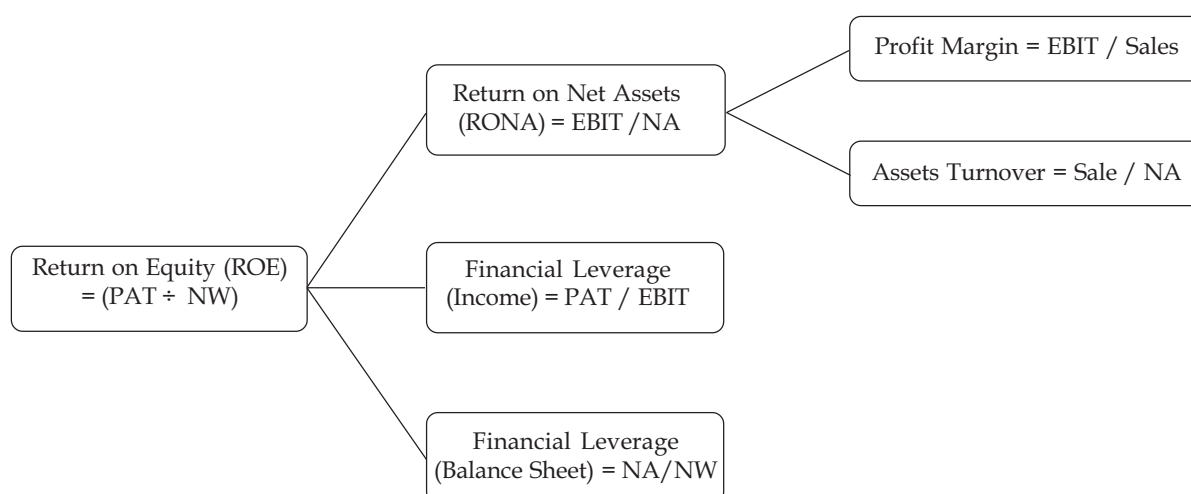 Profit Margin = EBIT / Sales
Return on Net Assets
(RONA) = EBIT /NA
Assets Turnover = Sale / NA
Return on Equity (ROE)
= (PAT ÷ NW)
Financial Leverage
(Income) = PAT / EBIT
Financial Leverage
(Balance Sheet) = NA/NW